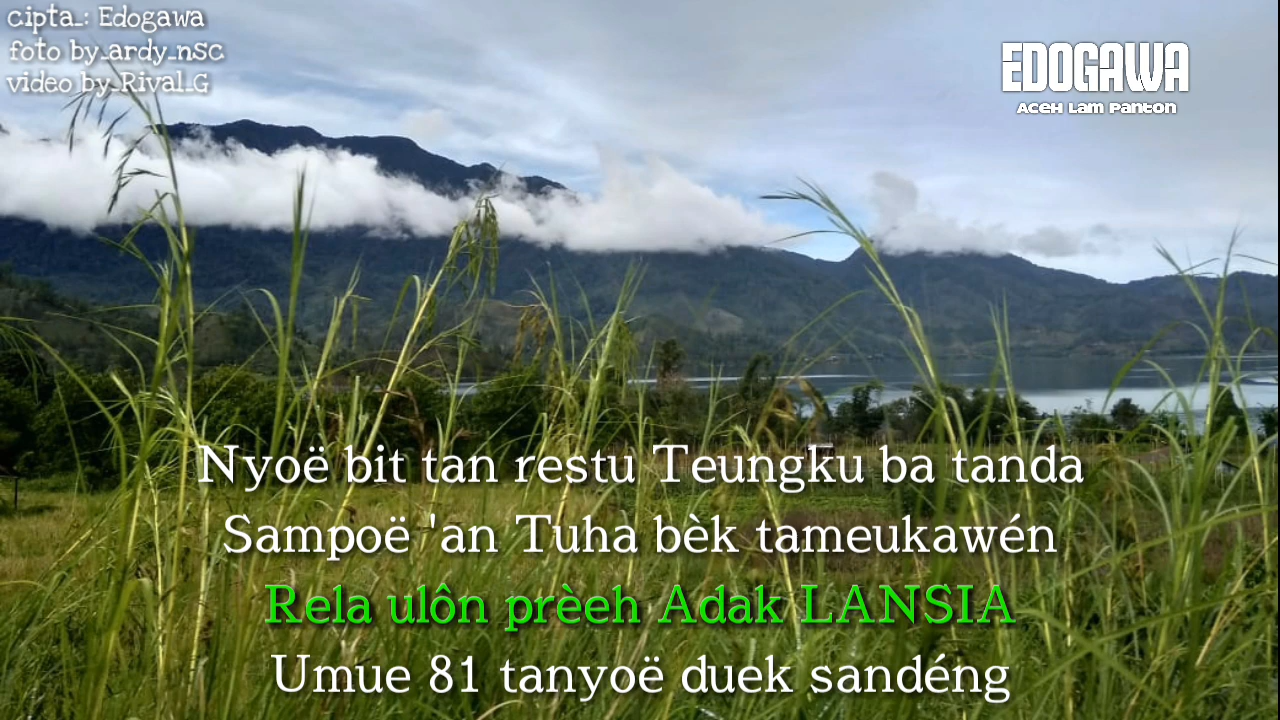 cipta_: Edogawa
foto by_ardy_nsc
video by_Rival_G
EDOGAWA
Aceh Lam Panton
Nyoë bit tan restu Teungku ba tanda
Sampoë 'an Tuha bèk tameukawén
Rela ulôn prèeh Adak LANSIA
Umue 81 tanyoë duek sandéng